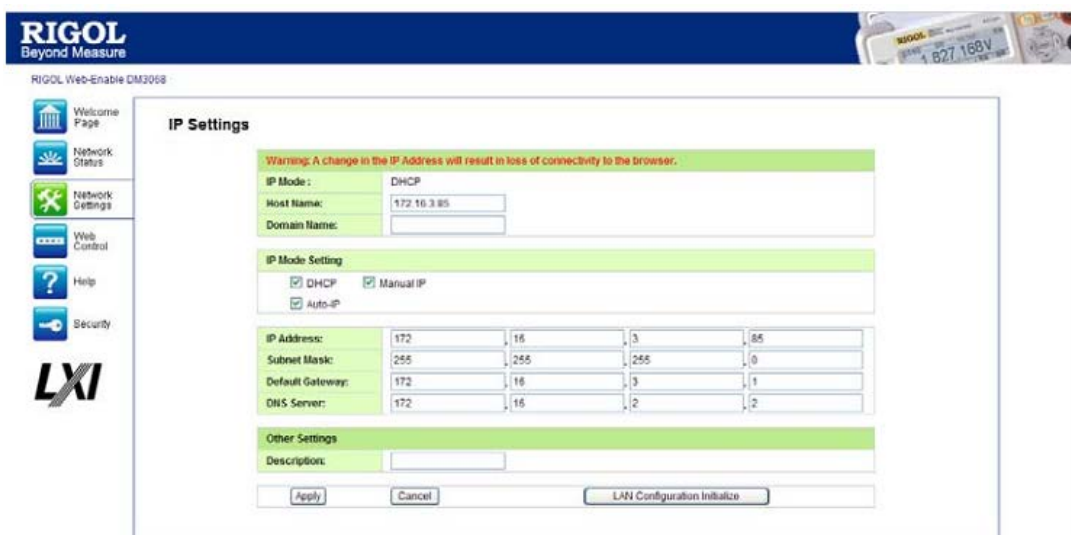 RIGOL
Beyond Measure
RIGOL
1.827 168V
RIGOL Web-Enable DM3068
Welcome Page
Network Status
Network Settings
Web Control
Help
Security
LXI
IP Settings
Warning: A change in the IP Address will result in loss of connectivity to the browser.
IP Mode : DHCP
Host Name: 172.16.3.85
Domain Name:
IP Mode Setting
DHCP Manual IP
Auto-IP
IP Address: 172 . 16 . 3 . 85
Subnet Mask: 255 . 255 . 255 . 0
Default Gateway: 172 . 16 . 3 . 1
DNS Server: 172 . 16 . 2 . 2
Other Settings
Description:
Apply Cancel LAN Configuration Initialize